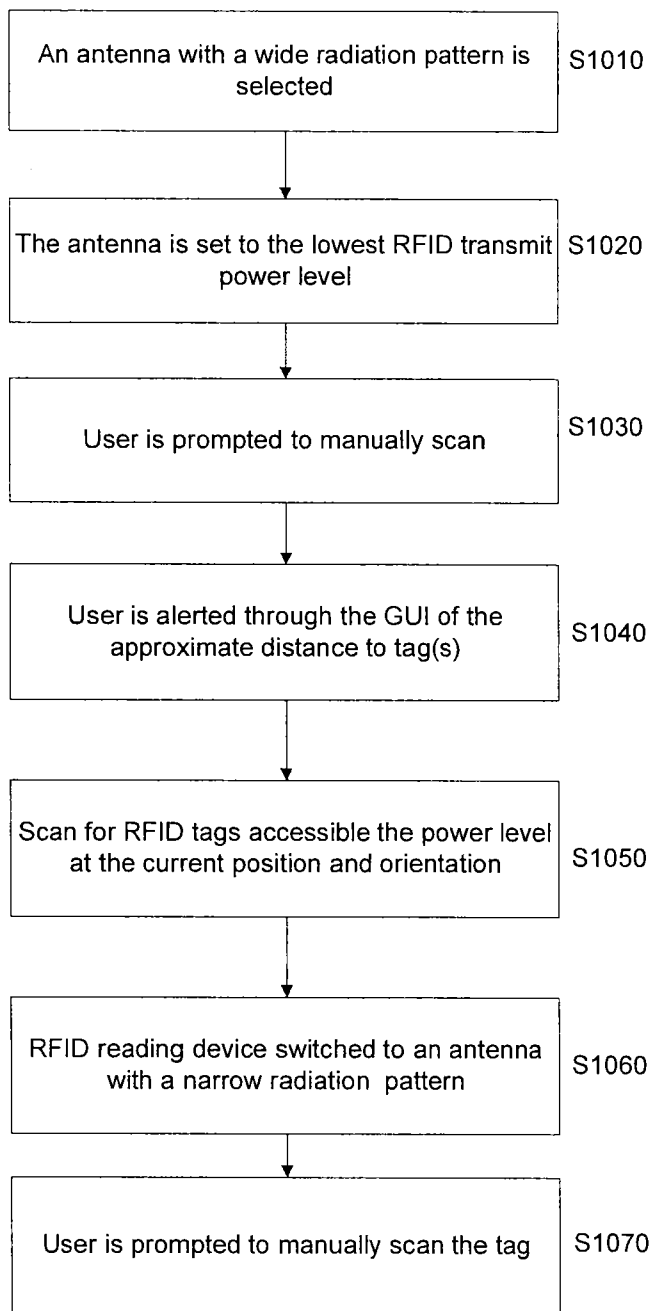 An antenna with a wide radiation pattern is
selected
S1010
The antenna is set to the lowest RFID transmit
power level
S1020
User is prompted to manually scan
S1030
User is alerted through the GUI of the
approximate distance to tag(s)
S1040
Scan for RFID tags accessible the power level
at the current position and orientation
S1050
RFID reading device switched to an antenna
with a narrow radiation pattern
S1060
User is prompted to manually scan the tag
S1070